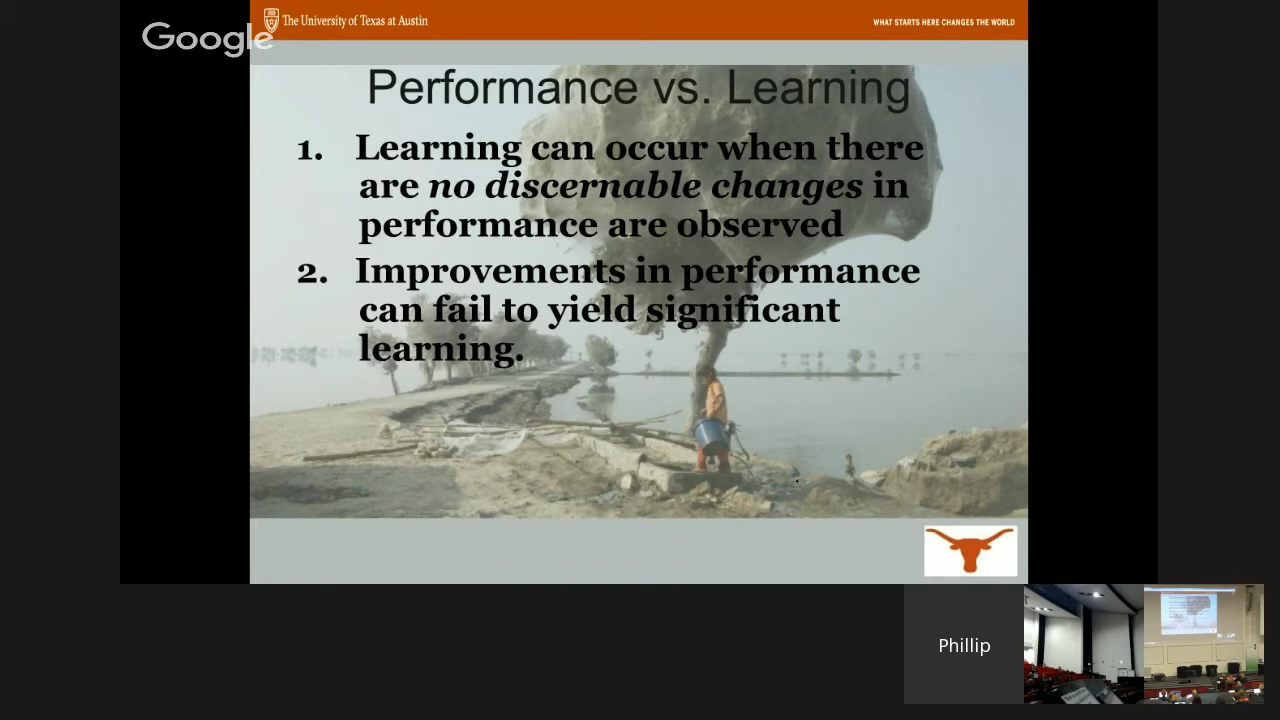 The University of Texas at Austin
WHAT STARTS HERE CHANGES THE WORLD
Google
Performance vs. Learning
1. Learning can occur when there
are no discernable changes in
performance are observed
2. Improvements in performance
can fail to yield significant
learning.
Phillip